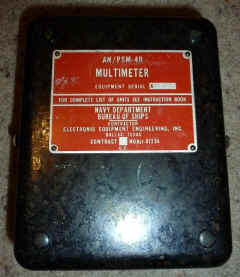 AN/PSM-4B
MULTIMETER
EQUIPMENT SERIAL A
FOR COMPLETE LIST OF UNITS SEE INSTRUCTION BOOK
NAVY DEPARTMENT
BUREAU OF SHIPS
CONTRACTOR
ELECTRONIC EQUIPMENT ENGINEERING, INC.
DALLAS, TEXAS
CONTRACT